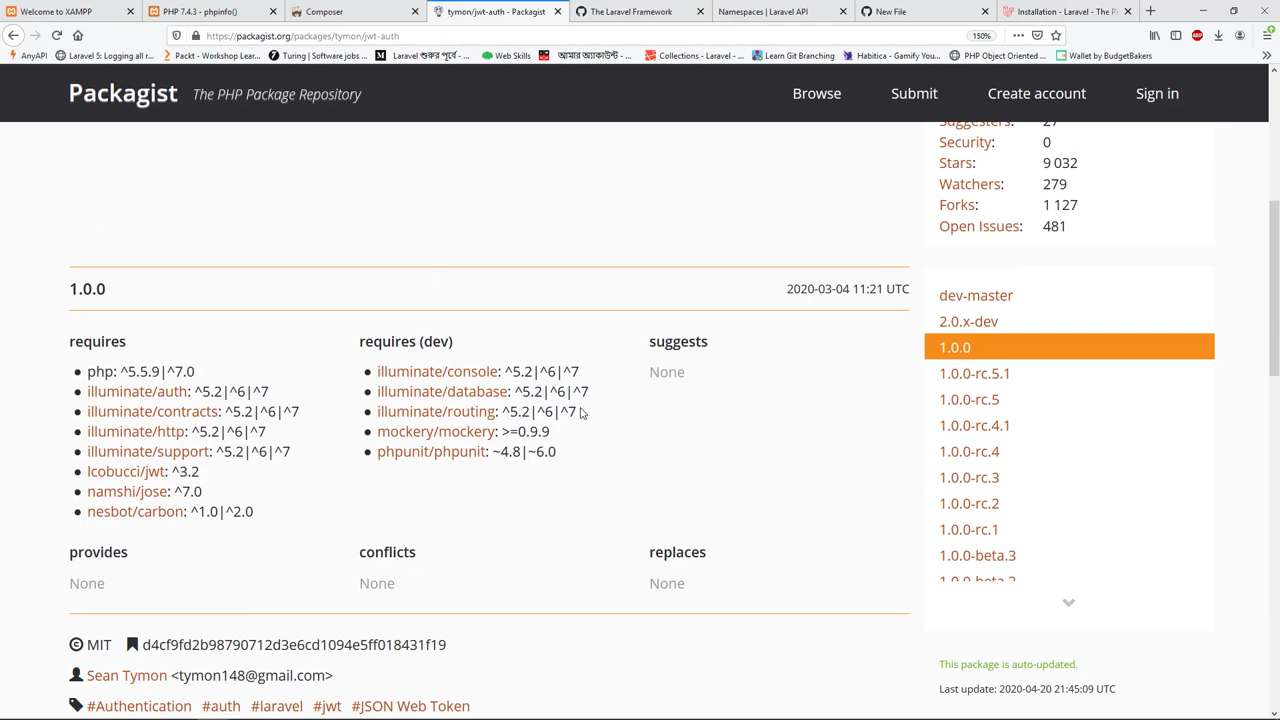 Welcome to XAMPP
PHP 7.4.3 - phpinfo()
Composer
tymon/jwt-auth - Packagist
The Laravel Framework
Namespaces | Laravel API
New File
Installation - Laravel - The P
https://packagist.org/packages/tymon/jwt-auth
150%
AnyAPI
Laravel 5: Logging all r...
Packt - Workshop Lear...
Turing | Software jobs ...
Laravel শুরুর পূর্বে - ...
Web Skills
আমার অ্যাকাউন্ট ...
Collections - Laravel - ...
Learn Git Branching
Habitica - Gamify You...
PHP Object Oriented ...
Wallet by BudgetBakers
Packagist The PHP Package Repository
Browse
Submit
Create account
Sign in
Suggesters: 27
Security: 0
Stars: 9 032
Watchers: 279
Forks: 1 127
Open Issues: 481
1.0.0
2020-03-04 11:21 UTC
requires
php: ^5.5.9|^7.0
illuminate/auth: ^5.2|^6|^7
illuminate/contracts: ^5.2|^6|^7
illuminate/http: ^5.2|^6|^7
illuminate/support: ^5.2|^6|^7
lcobucci/jwt: ^3.2
namshi/jose: ^7.0
nesbot/carbon: ^1.0|^2.0
requires (dev)
illuminate/console: ^5.2|^6|^7
illuminate/database: ^5.2|^6|^7
illuminate/routing: ^5.2|^6|^7
mockery/mockery: >=0.9.9
phpunit/phpunit: ~4.8|~6.0
suggests
None
provides
None
conflicts
None
replaces
None
MIT d4cf9fd2b98790712d3e6cd1094e5ff018431f19
Sean Tymon <tymon148@gmail.com>
#Authentication #auth #laravel #jwt #JSON Web Token
dev-master
2.0.x-dev
1.0.0
1.0.0-rc.5.1
1.0.0-rc.5
1.0.0-rc.4.1
1.0.0-rc.4
1.0.0-rc.3
1.0.0-rc.2
1.0.0-rc.1
1.0.0-beta.3
1.0.0-beta.2
This package is auto-updated.
Last update: 2020-04-20 21:45:09 UTC